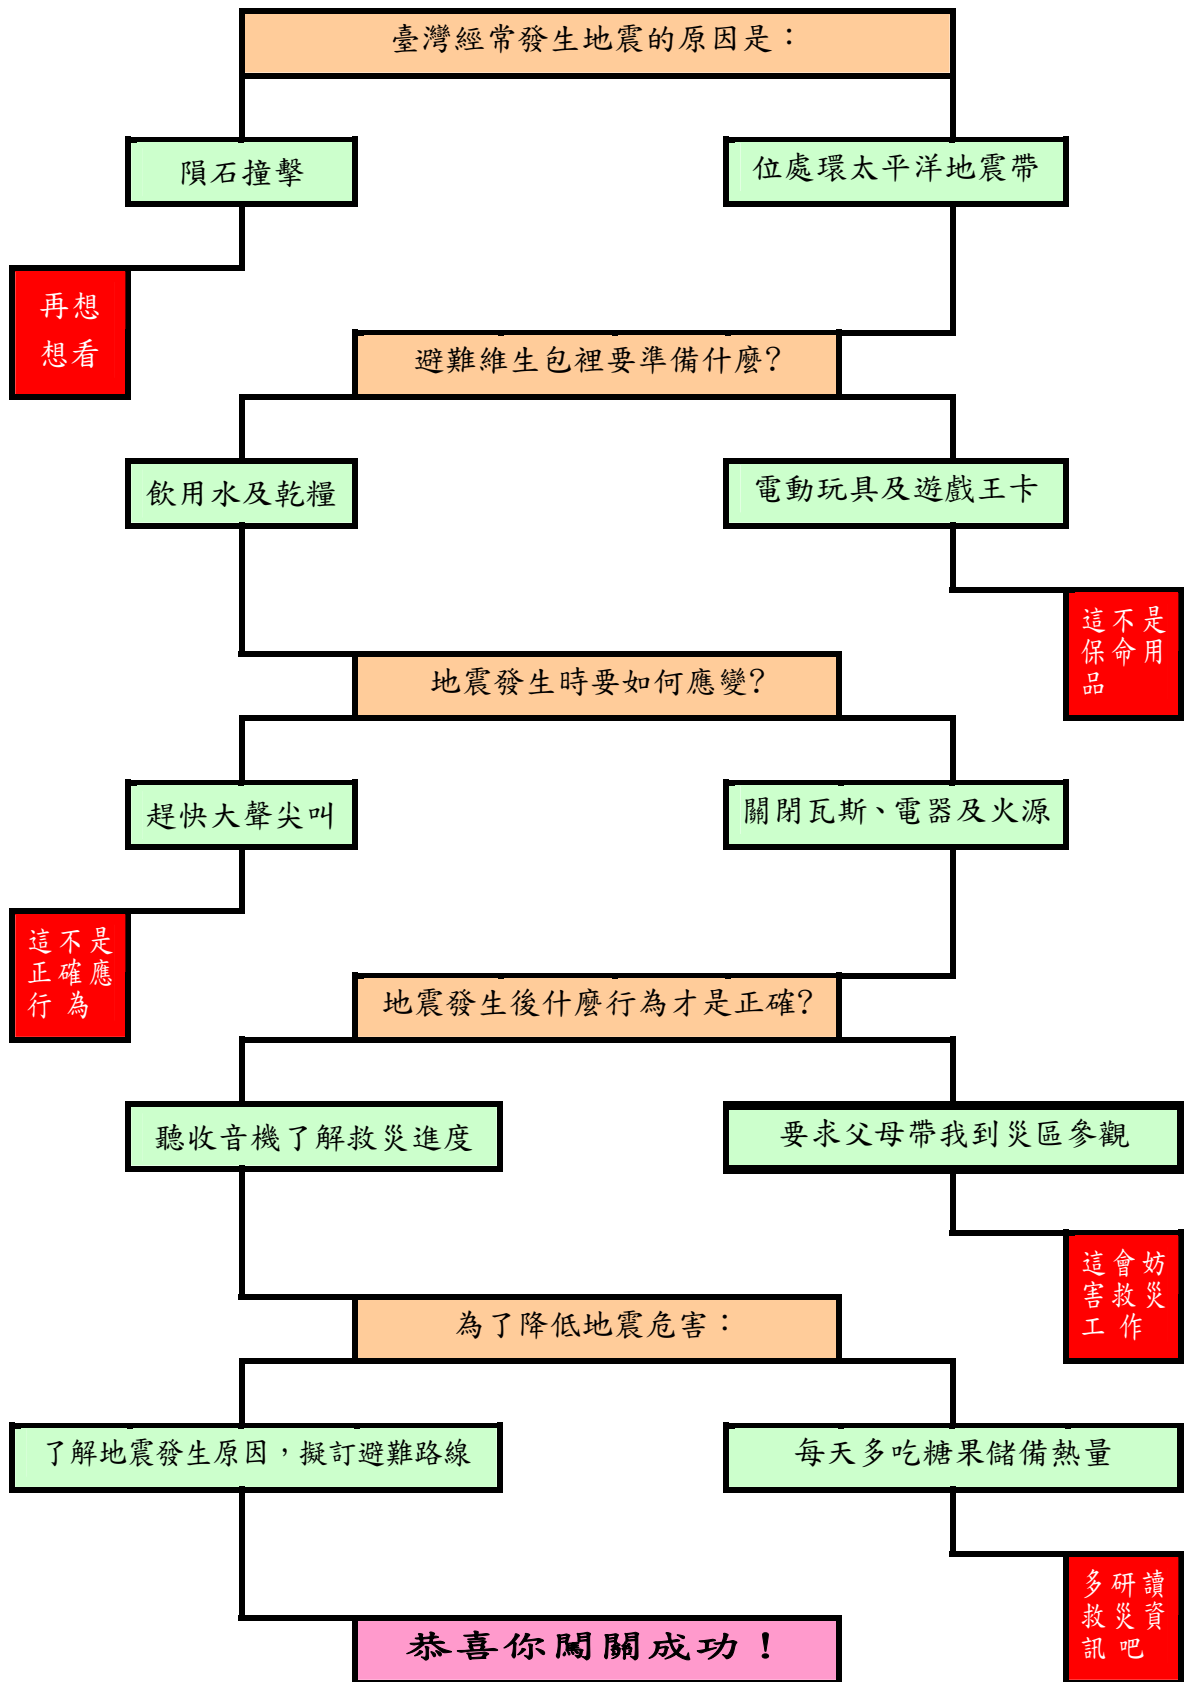 臺灣經常發生地震的原因是：
隕石撞擊
位處環太平洋地震帶
再想
想看
避難維生包裡要準備什麼?
飲用水及乾糧
電動玩具及遊戲王卡
這不是
保命用
品
地震發生時要如何應變?
趕快大聲尖叫
關閉瓦斯、電器及火源
這不是
正確應
行為
地震發生後什麼行為才是正確?
聽收音機了解救災進度
要求父母帶我到災區參觀
這會妨
害救災
工作
為了降低地震危害：
了解地震發生原因，擬訂避難路線
每天多吃糖果儲備熱量
多研讀
救災資
訊吧
恭喜你闖關成功！